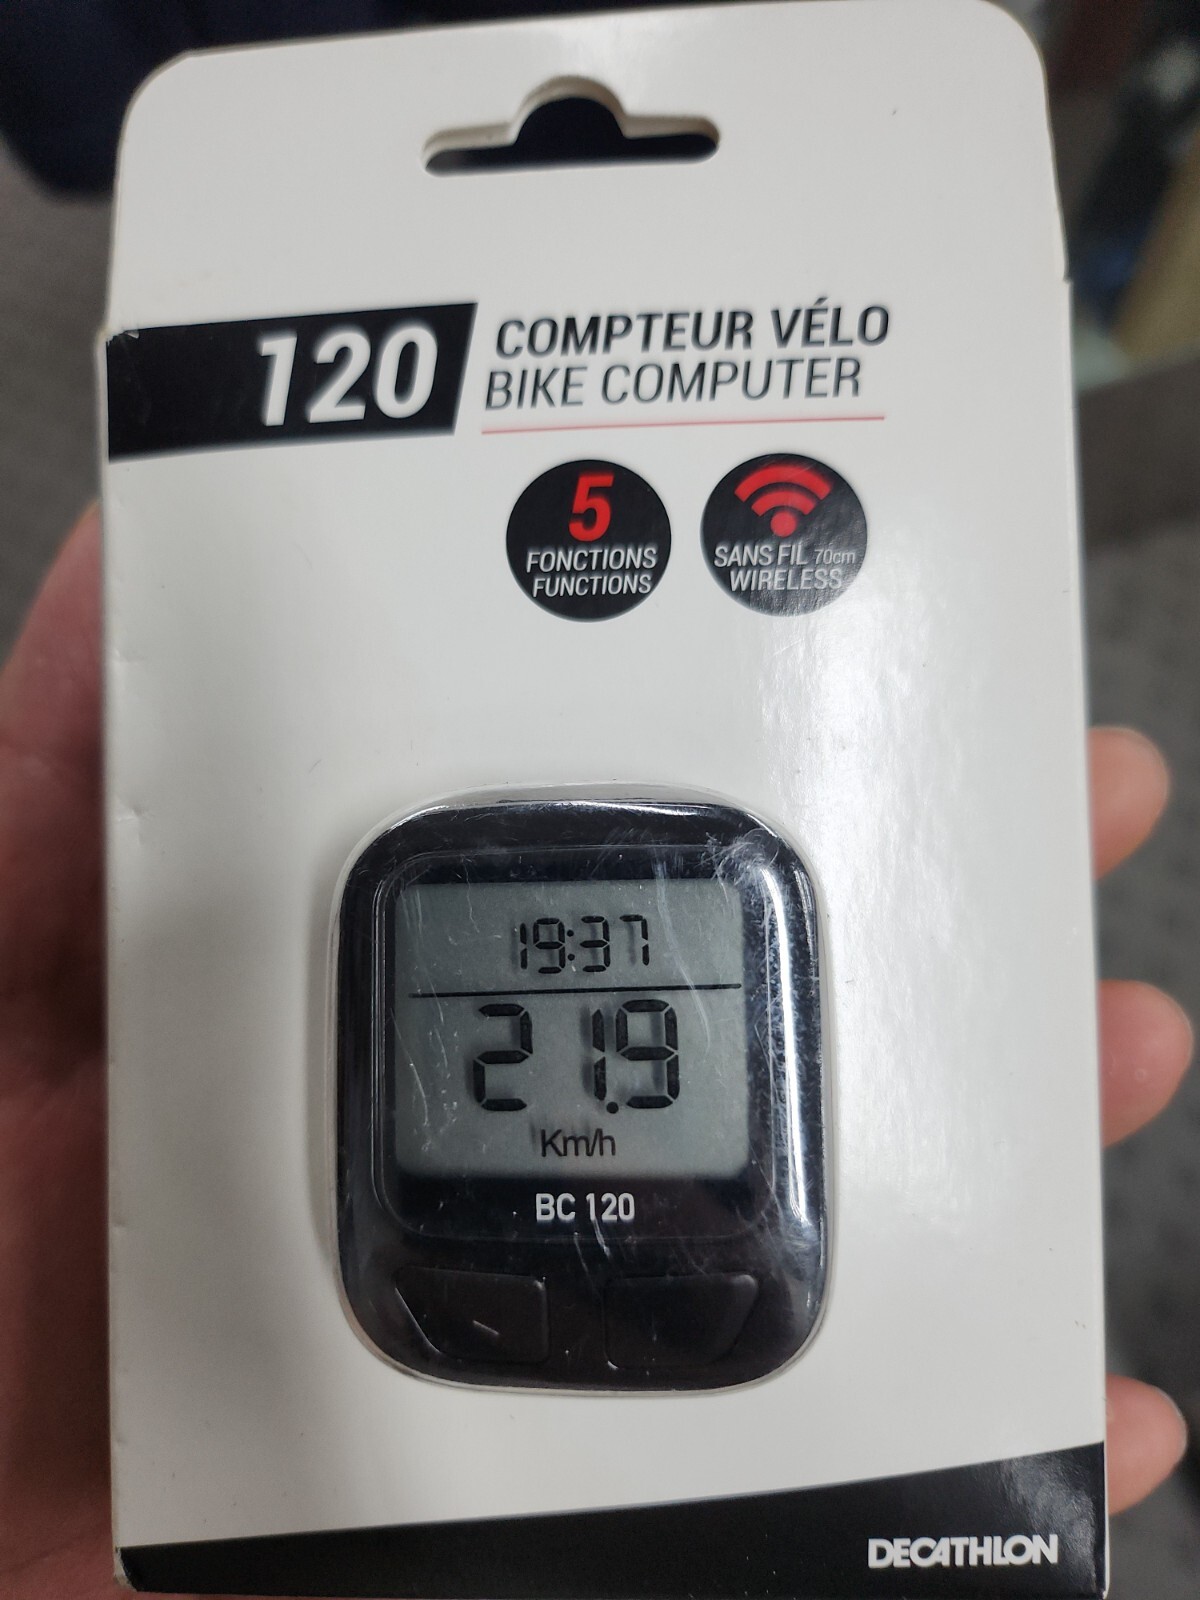 120
COMPTEUR VÉLO
BIKE COMPUTER
5
FONCTIONS
FUNCTIONS
SANS FIL 70cm
WIRELESS
19:37
21.9
Km/h
BC 120
DECATHLON